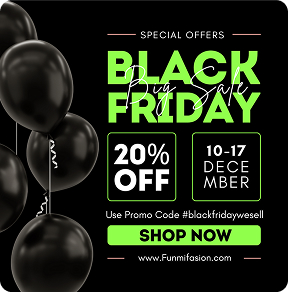 SPECIAL OFFERS
BLACK
Big Sale
FRIDAY
20%
OFF
10-17
DECE
MBER
Use Promo Code #blackfridaywesell
SHOP NOW
www.Funmifasion.com